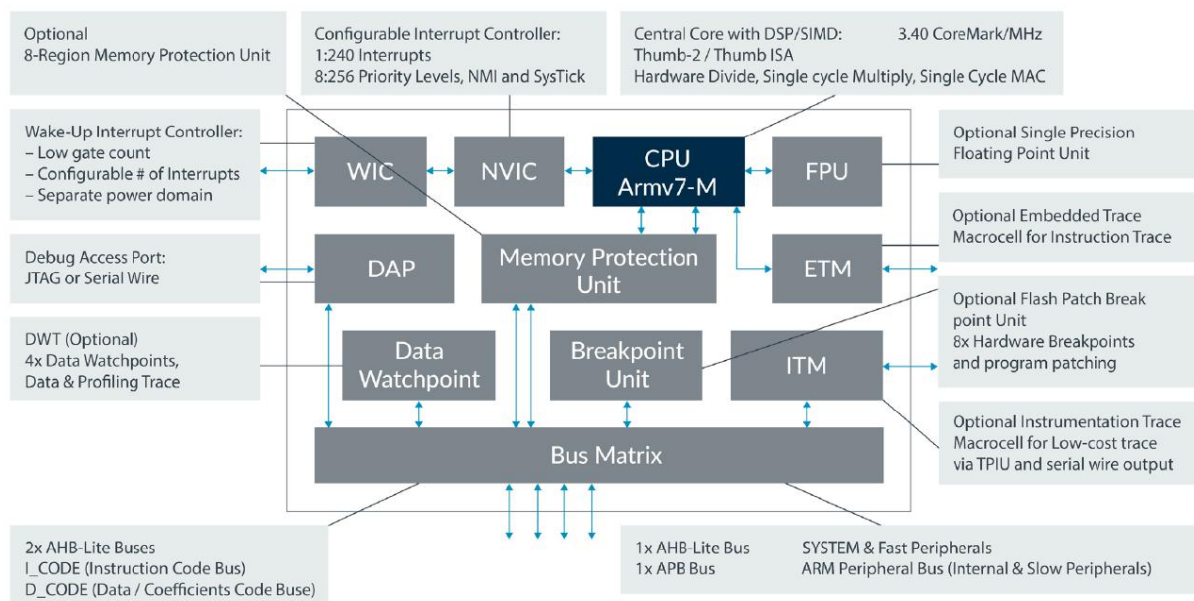 Optional
8-Region Memory Protection Unit
Configurable Interrupt Controller:
1:240 Interrupts
8:256 Priority Levels, NMI and SysTick
Central Core with DSP/SIMD: 3.40 CoreMark/MHz
Thumb-2 / Thumb ISA
Hardware Divide, Single cycle Multiply, Single Cycle MAC
Wake-Up Interrupt Controller:
– Low gate count
– Configurable # of Interrupts
– Separate power domain
WIC
NVIC
CPU
Armv7-M
FPU
Optional Single Precision
Floating Point Unit
Debug Access Port:
JTAG or Serial Wire
DAP
Memory Protection
Unit
ETM
Optional Embedded Trace
Macrocell for Instruction Trace
DWT (Optional)
4x Data Watchpoints,
Data & Profiling Trace
Data
Watchpoint
Breakpoint
Unit
ITM
Optional Flash Patch Break
point Unit
8x Hardware Breakpoints
and program patching
Bus Matrix
Optional Instrumentation Trace
Macrocell for Low-cost trace
via TPIU and serial wire output
2x AHB-Lite Buses
I_CODE (Instruction Code Bus)
D_CODE (Data / Coefficients Code Buse)
1x AHB-Lite Bus SYSTEM & Fast Peripherals
1x APB Bus ARM Peripheral Bus (Internal & Slow Peripherals)